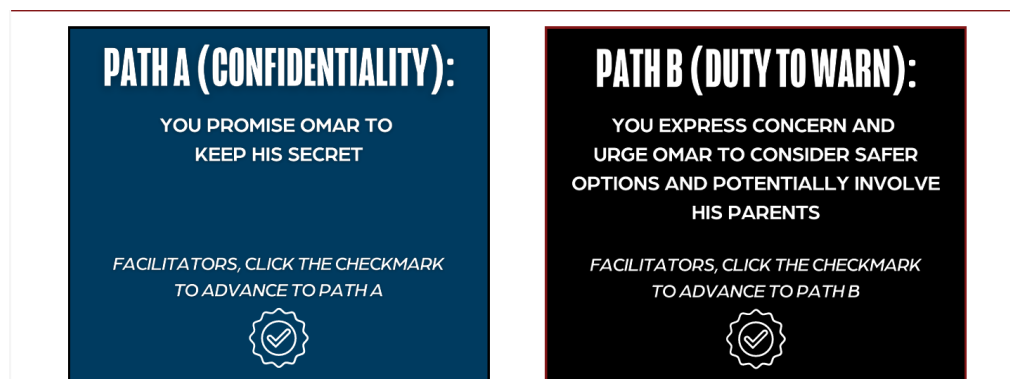 PATH A (CONFIDENTIALITY):
YOU PROMISE OMAR TO
KEEP HIS SECRET
FACILITATORS, CLICK THE CHECKMARK
TO ADVANCE TO PATH A
PATH B (DUTY TO WARN):
YOU EXPRESS CONCERN AND
URGE OMAR TO CONSIDER SAFER
OPTIONS AND POTENTIALLY INVOLVE
HIS PARENTS
FACILITATORS, CLICK THE CHECKMARK
TO ADVANCE TO PATH B